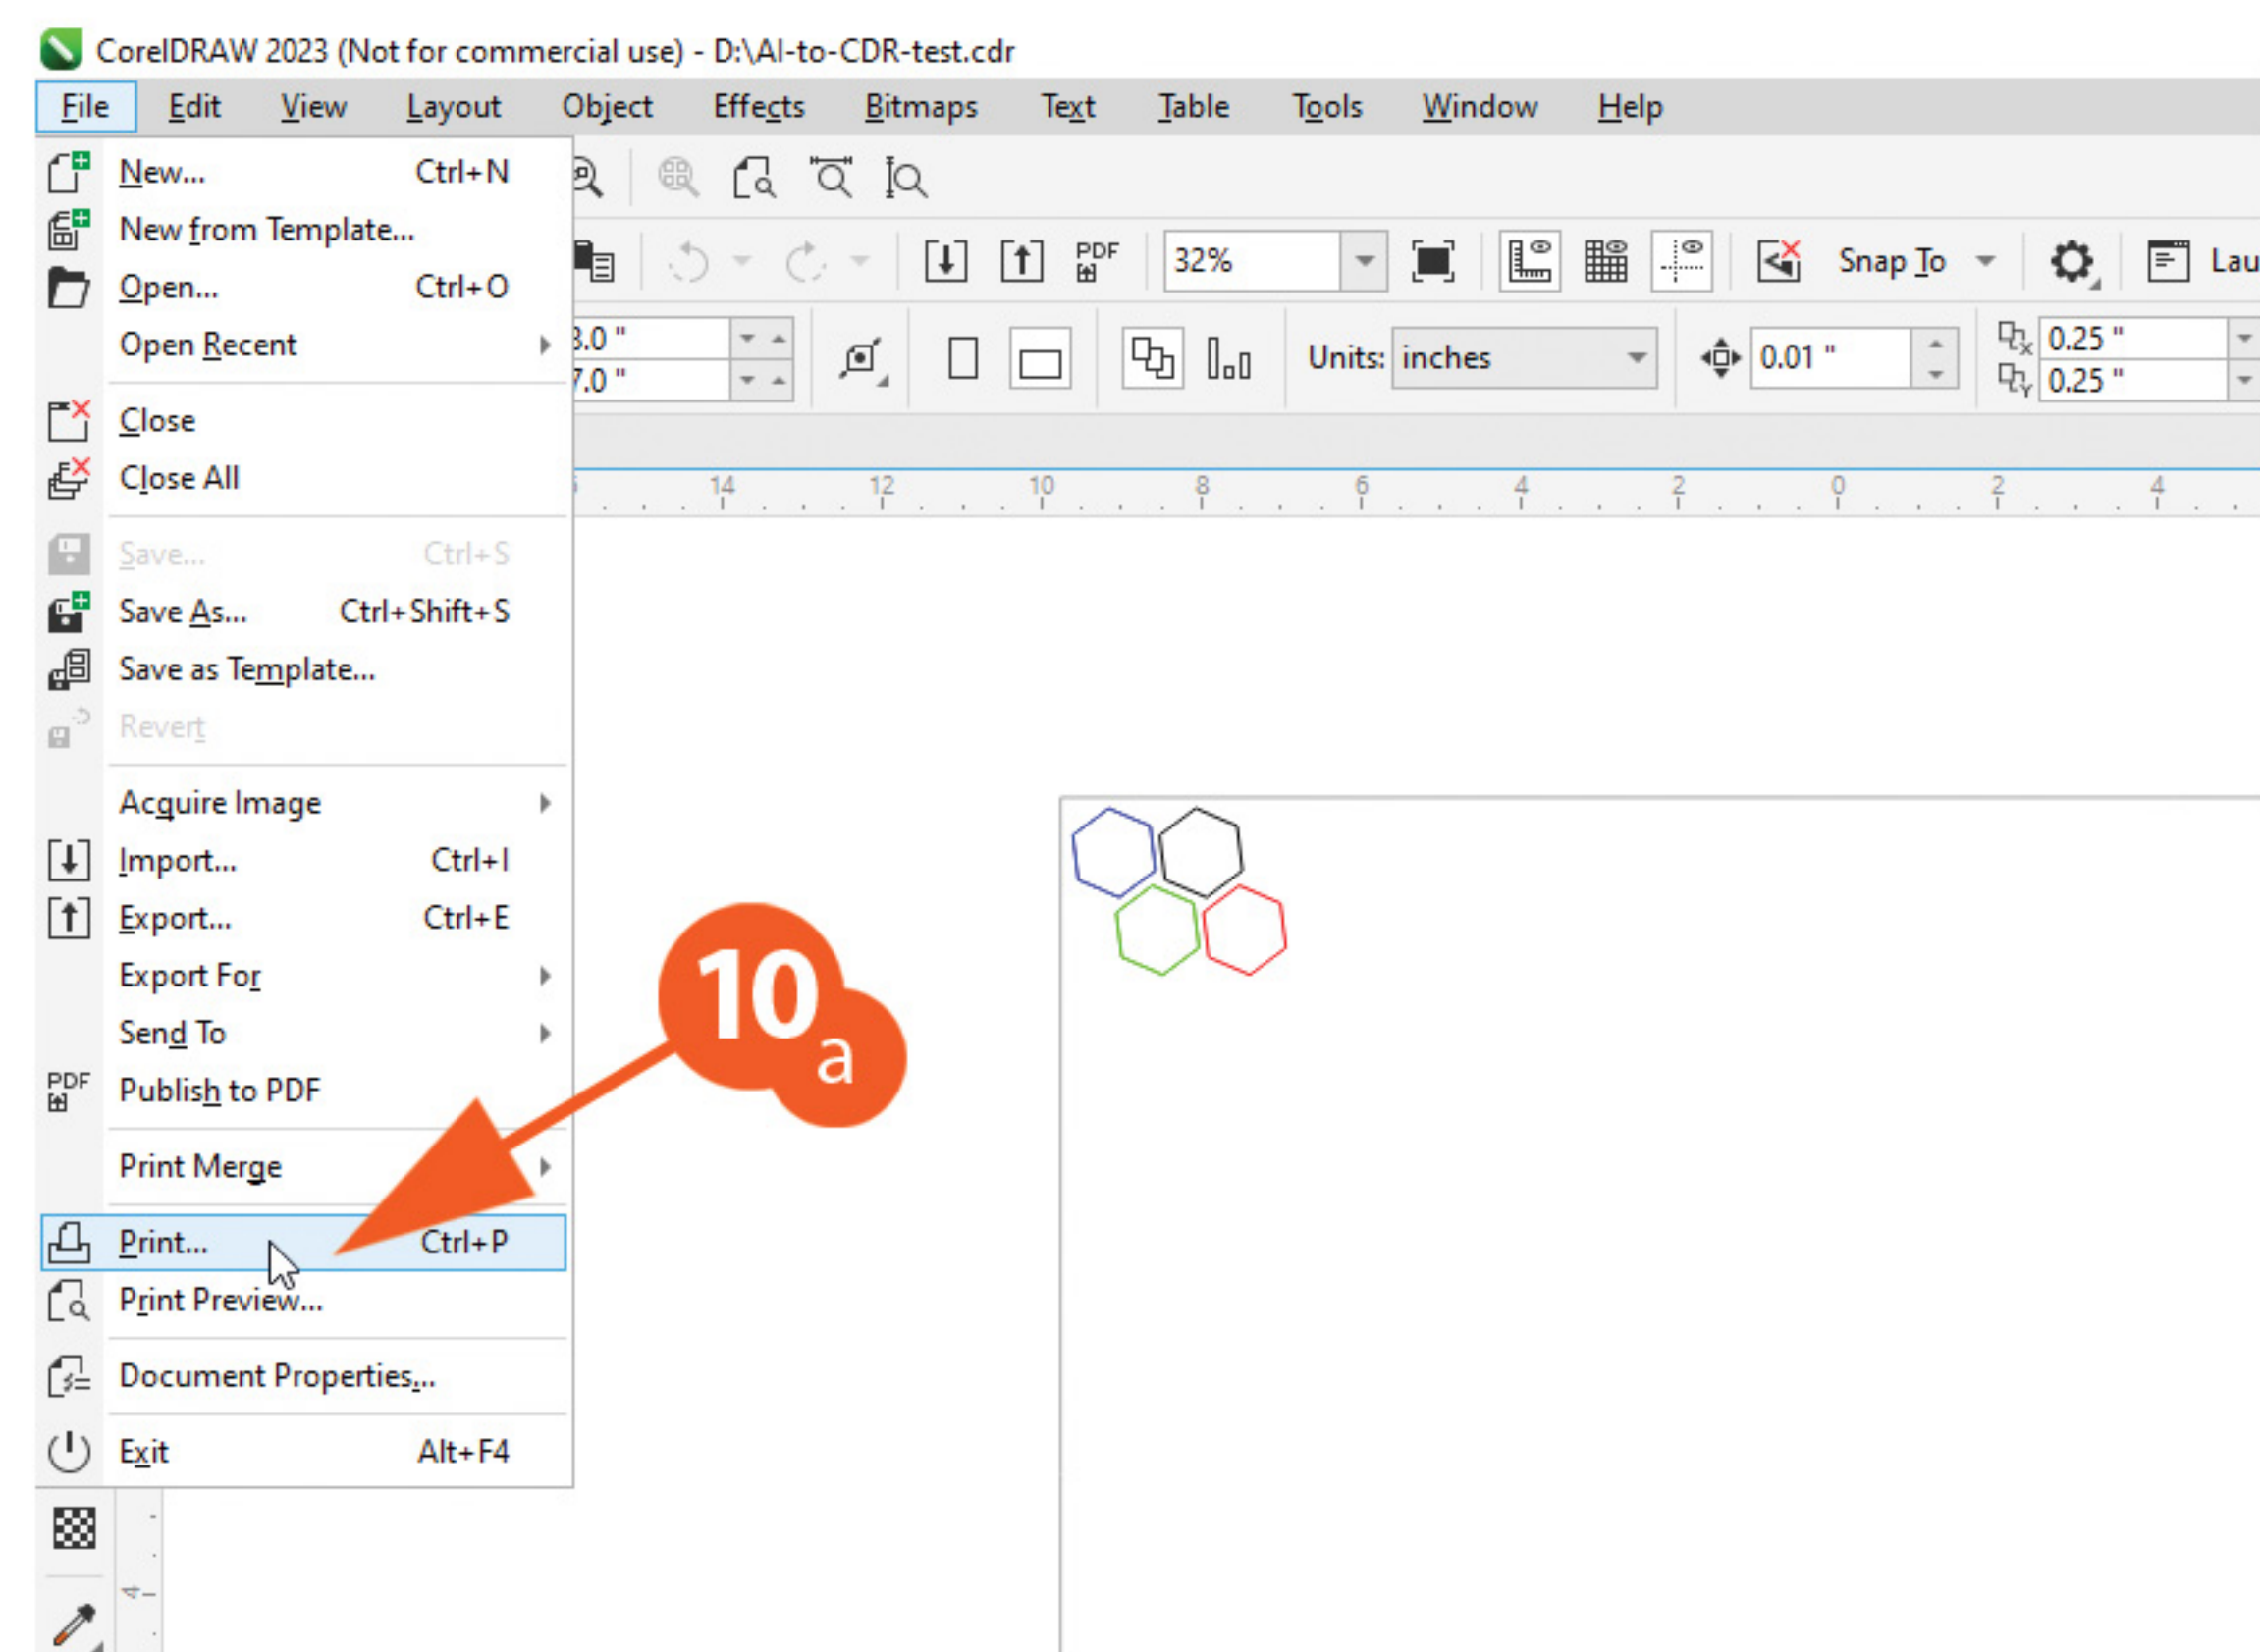 CorelDRAW 2023 (Not for commercial use) - D:\AI-to-CDR-test.cdr
File Edit View Layout Object Effects Bitmaps Text Table Tools Window Help
New... Ctrl+N
New from Template...
Open... Ctrl+O
Open Recent
Close
Close All
Save... Ctrl+S
Save As... Ctrl+Shift+S
Save as Template...
Revert
Acquire Image
Import... Ctrl+I
Export... Ctrl+E
Export For
Send To
PDF Publish to PDF
Print Merge
Print... Ctrl+P
Print Preview...
Document Properties...
Exit Alt+F4
PDF 32% Snap To
.0 " Units: inches 0.01 " x 0.25 "
7.0 " Y 0.25 "
14 12 10 8 6 4 2 0 2 4
10
a
4